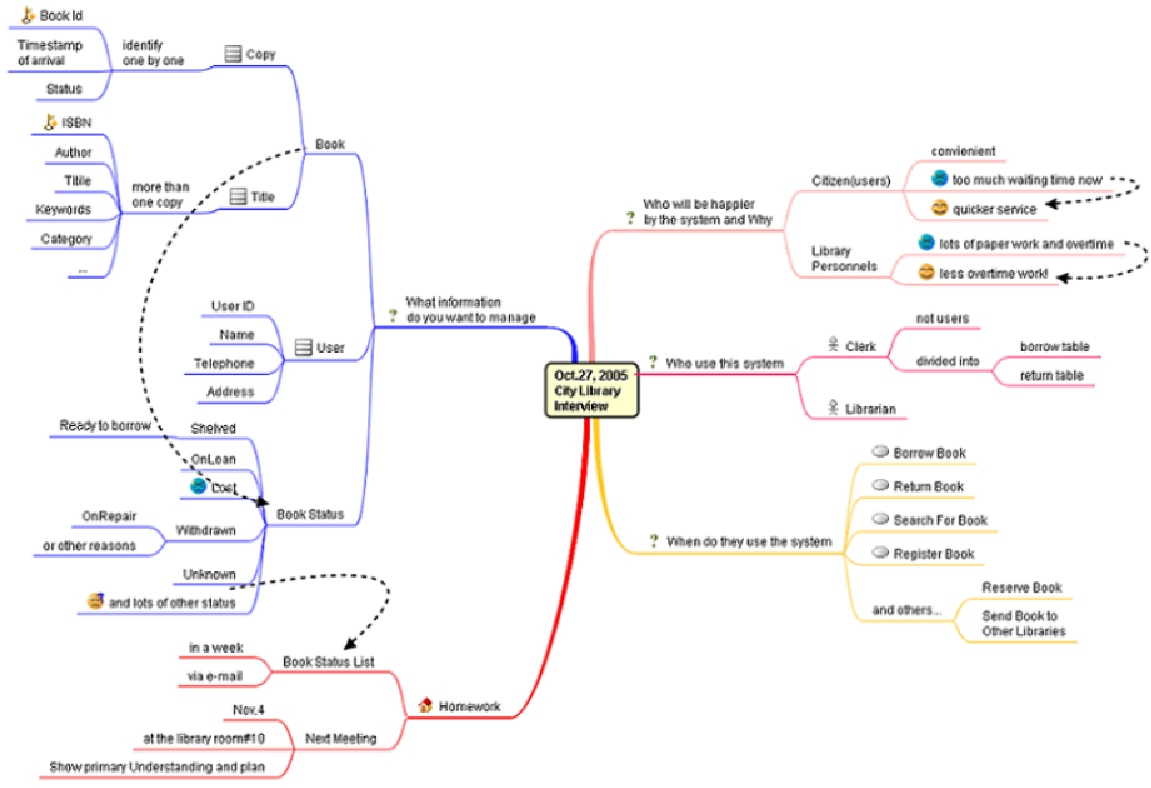 Book Id
Timestamp
of arrival
Status
identify
one by one
Copy
ISBN
Author
Titile
Keywords
Category
...
more than
one copy
Title
Book
User ID
Name
Telephone
Address
User
Ready to borrow
Shelved
OnLoan
Lost
OnRepair
or other reasons
Withdrawn
Unknown
and lots of other status
Book Status
What information
do you want to manage
in a week
via e-mail
Book Status List
Nov.4
at the library room#10
Show primary Understanding and plan
Next Meeting
Homework
Oct.27, 2005
City Library
Interview
Who will be happier
by the system and Why
Citizen(users)
convienient
too much waiting time now
quicker service
Library
Personnels
lots of paper work and overtime
less overtime work!
Who use this system
Clerk
not users
divided into
borrow table
return table
Librarian
When do they use the system
Borrow Book
Return Book
Search For Book
Register Book
and others...
Reserve Book
Send Book to
Other Libraries